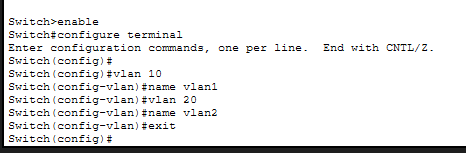 Switch>enable
Switch#configure terminal
Enter configuration commands, one per line.  End with CNTL/Z.
Switch(config)#
Switch(config)#vlan 10
Switch(config-vlan)#name vlan1
Switch(config-vlan)#vlan 20
Switch(config-vlan)#name vlan2
Switch(config-vlan)#exit
Switch(config)#